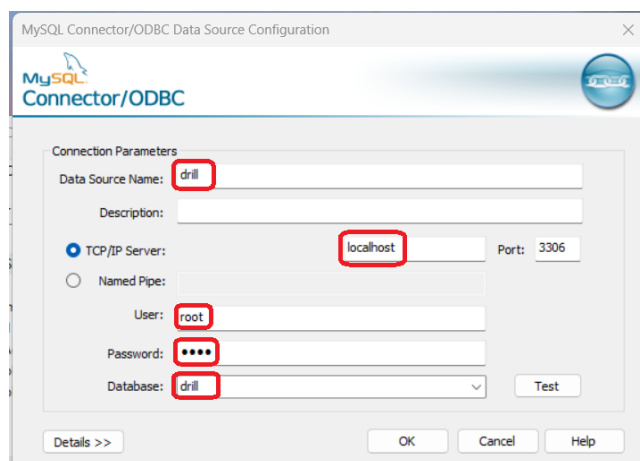 MySQL Connector/ODBC Data Source Configuration
MySQL
Connector/ODBC
Connection Parameters
Data Source Name: drill
Description:
TCP/IP Server: localhost Port: 3306
Named Pipe:
User: root
Password: ••••
Database: drill Test
Details >> OK Cancel Help